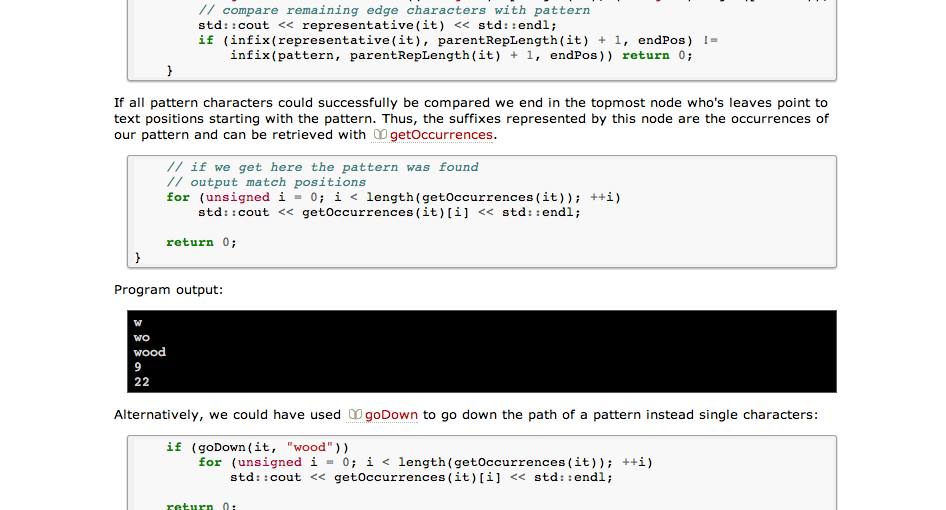 // compare remaining edge characters with pattern
std::cout << representative(it) << std::endl;
if (infix(representative(it), parentRepLength(it) + 1, endPos) !=
infix(pattern, parentRepLength(it) + 1, endPos)) return 0;
}
If all pattern characters could successfully be compared we end in the topmost node who's leaves point to
text positions starting with the pattern. Thus, the suffixes represented by this node are the occurrences of
our pattern and can be retrieved with getOccurrences.
// if we get here the pattern was found
// output match positions
for (unsigned i = 0; i < length(getOccurrences(it)); ++i)
std::cout << getOccurrences(it)[i] << std::endl;
return 0;
}
Program output:
w
wo
wood
9
22
Alternatively, we could have used goDown to go down the path of a pattern instead single characters:
if (goDown(it, "wood"))
for (unsigned i = 0; i < length(getOccurrences(it)); ++i)
std::cout << getOccurrences(it)[i] << std::endl;
return 0;